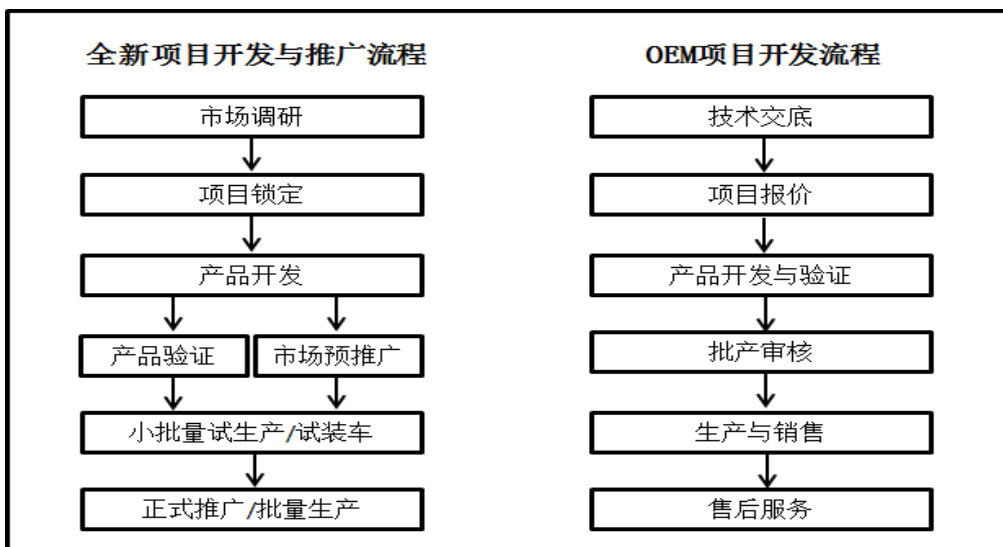 全新项目开发与推广流程
市场调研
项目锁定
产品开发
产品验证
市场预推广
小批量试生产/试装车
正式推广/批量生产
OEM项目开发流程
技术交底
项目报价
产品开发与验证
批产审核
生产与销售
售后服务